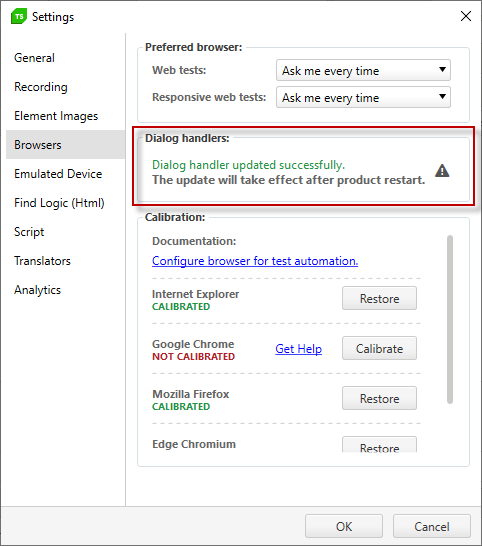 TS Settings
General
Recording
Element Images
Browsers
Emulated Device
Find Logic (Html)
Script
Translators
Analytics
Preferred browser:
Web tests: Ask me every time
Responsive web tests: Ask me every time
Dialog handlers:
Dialog handler updated successfully.
The update will take effect after product restart.
Calibration:
Documentation:
Configure browser for test automation.
Internet Explorer
CALIBRATED
Restore
Google Chrome
NOT CALIBRATED
Get Help
Calibrate
Mozilla Firefox
CALIBRATED
Restore
Edge Chromium
Restore
OK
Cancel